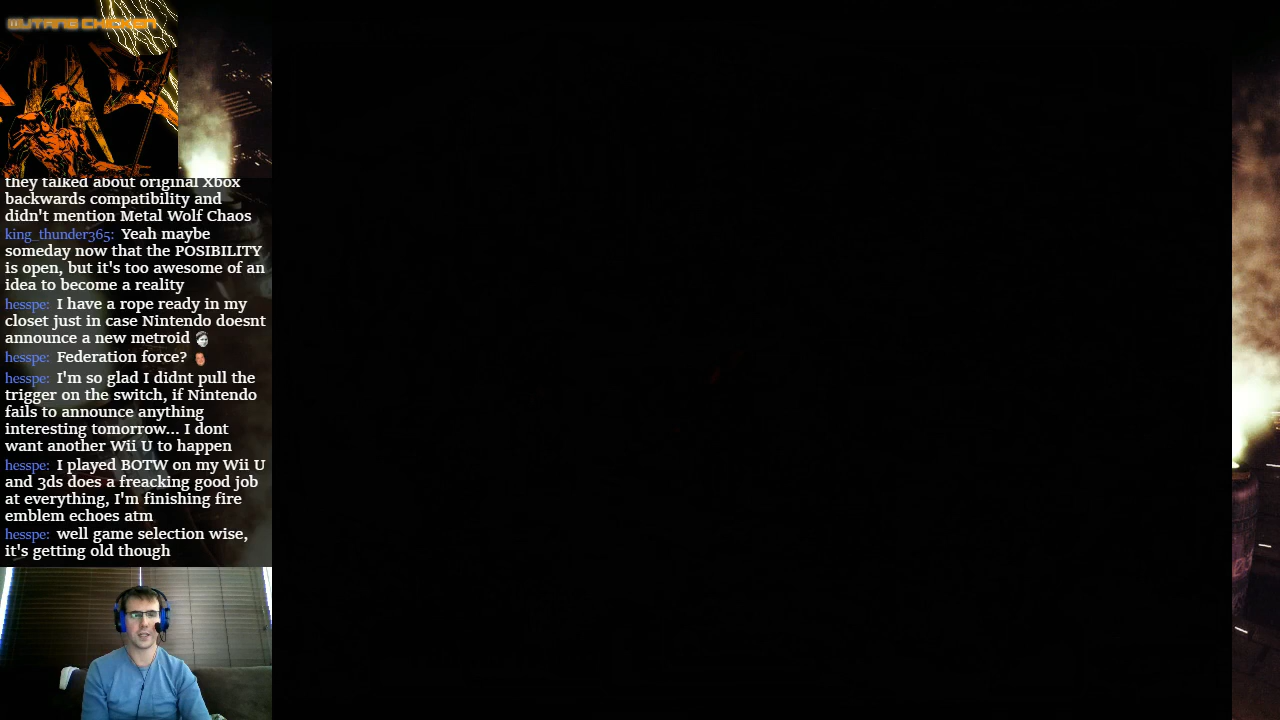 WUTANG CHICKEN
they talked about original Xbox
backwards compatibility and
didn't mention Metal Wolf Chaos
king_thunder365: Yeah maybe
someday now that the POSIBILITY
is open, but it's too awesome of an
idea to become a reality
hesspe: I have a rope ready in my
closet just in case Nintendo doesnt
announce a new metroid
hesspe: Federation force?
hesspe: I'm so glad I didnt pull the
trigger on the switch, if Nintendo
fails to announce anything
interesting tomorrow... I dont
want another Wii U to happen
hesspe: I played BOTW on my Wii U
and 3ds does a freacking good job
at everything, I'm finishing fire
emblem echoes atm
hesspe: well game selection wise,
it's getting old though